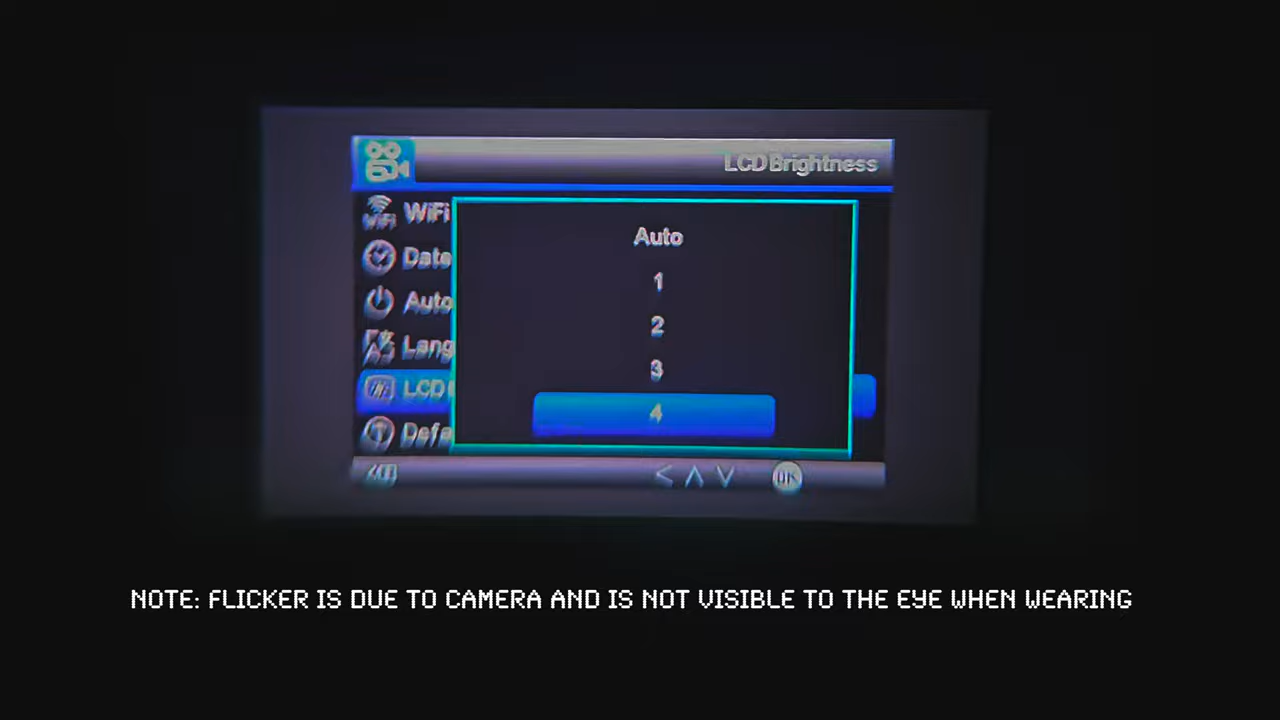 LCD Brightness
WiFi
WiFi
Date
Auto
Lang
LCD
Defa
Auto
1
2
3
4
OK
NOTE: FLICKER IS DUE TO CAMERA AND IS NOT VISIBLE TO THE EYE WHEN WEARING